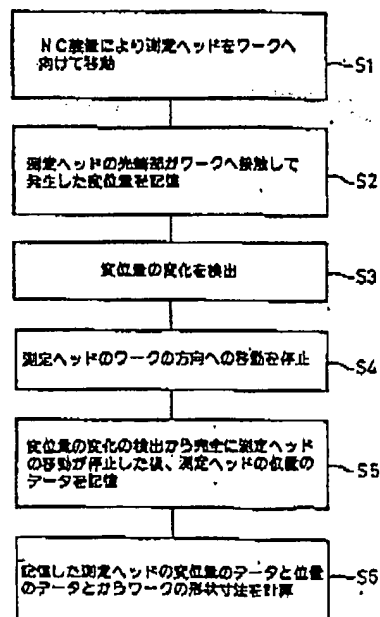 NC装置により測定ヘッドをワークへ
向けて移動
S1
測定ヘッドの先端部がワークへ接触して
発生した変位量を記憶
S2
変位量の変化を検出
S3
測定ヘッドのワークの方向への移動を停止
S4
変位量の変化の検出から完全に測定ヘッド
の移動が停止した後、測定ヘッドの位置の
データを記憶
S5
記憶した測定ヘッドの変位量のデータと位置
のデータとからワークの形状寸法を計算
S6